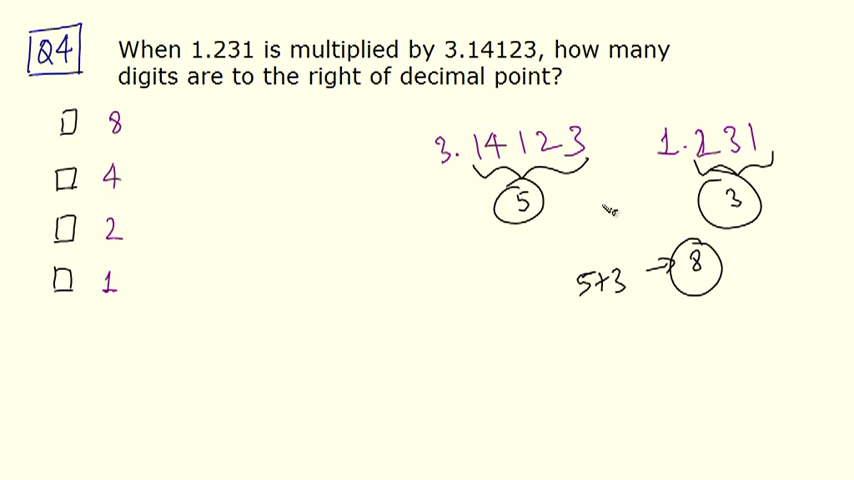 Q4
When 1.231 is multiplied by 3.14123, how many
digits are to the right of decimal point?
8
4
2
1
3.14123 1.231
5 3
5+3 → 8